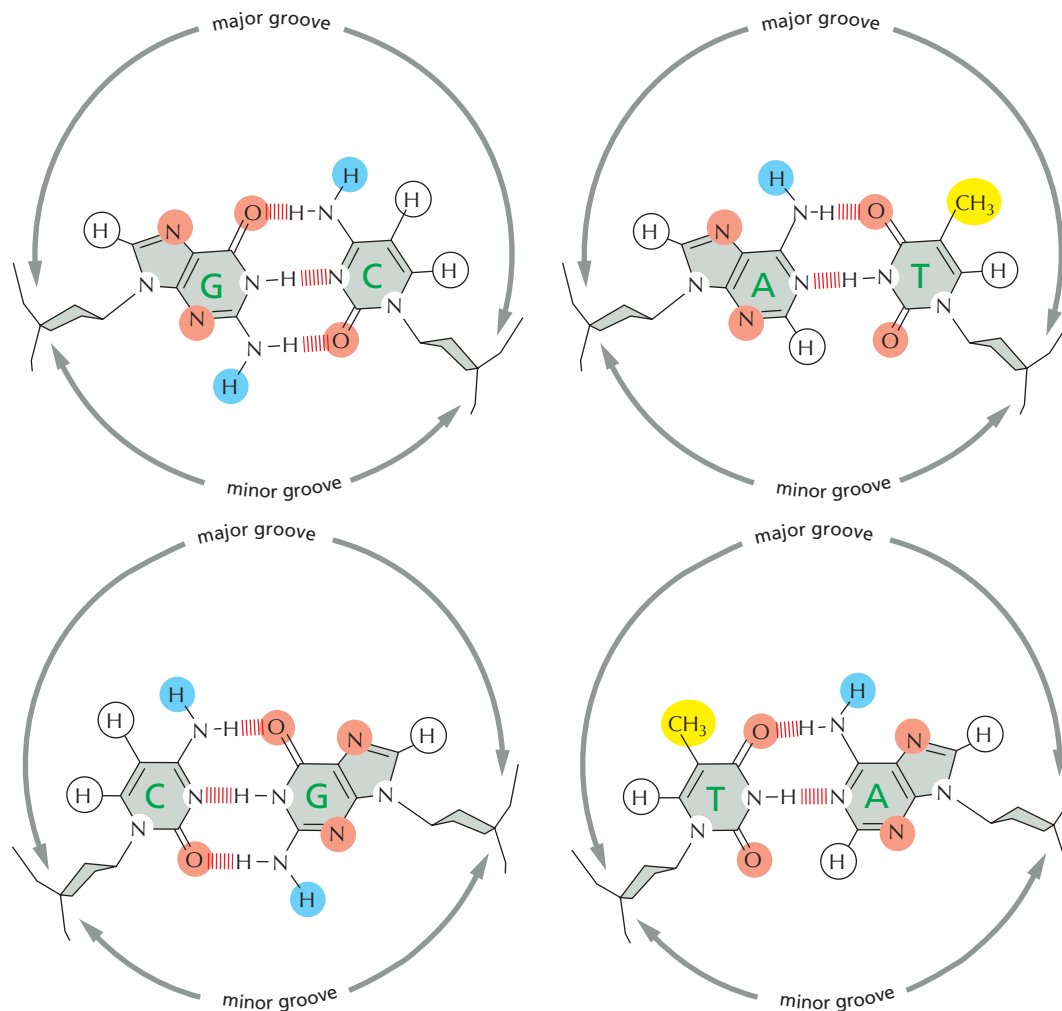 major groove
H
O H N H
H N
G C H
N N H N
N N
N H O
H
minor groove
major groove
H
CH₃
N H O
H N
A T H
N N H N
N N
O
H
minor groove
major groove
H
H N H O N H
H C N H N G N
N O N
H N
H
minor groove
major groove
H
CH₃ O H N
N H
H T N H N A N
N N
O H
minor groove